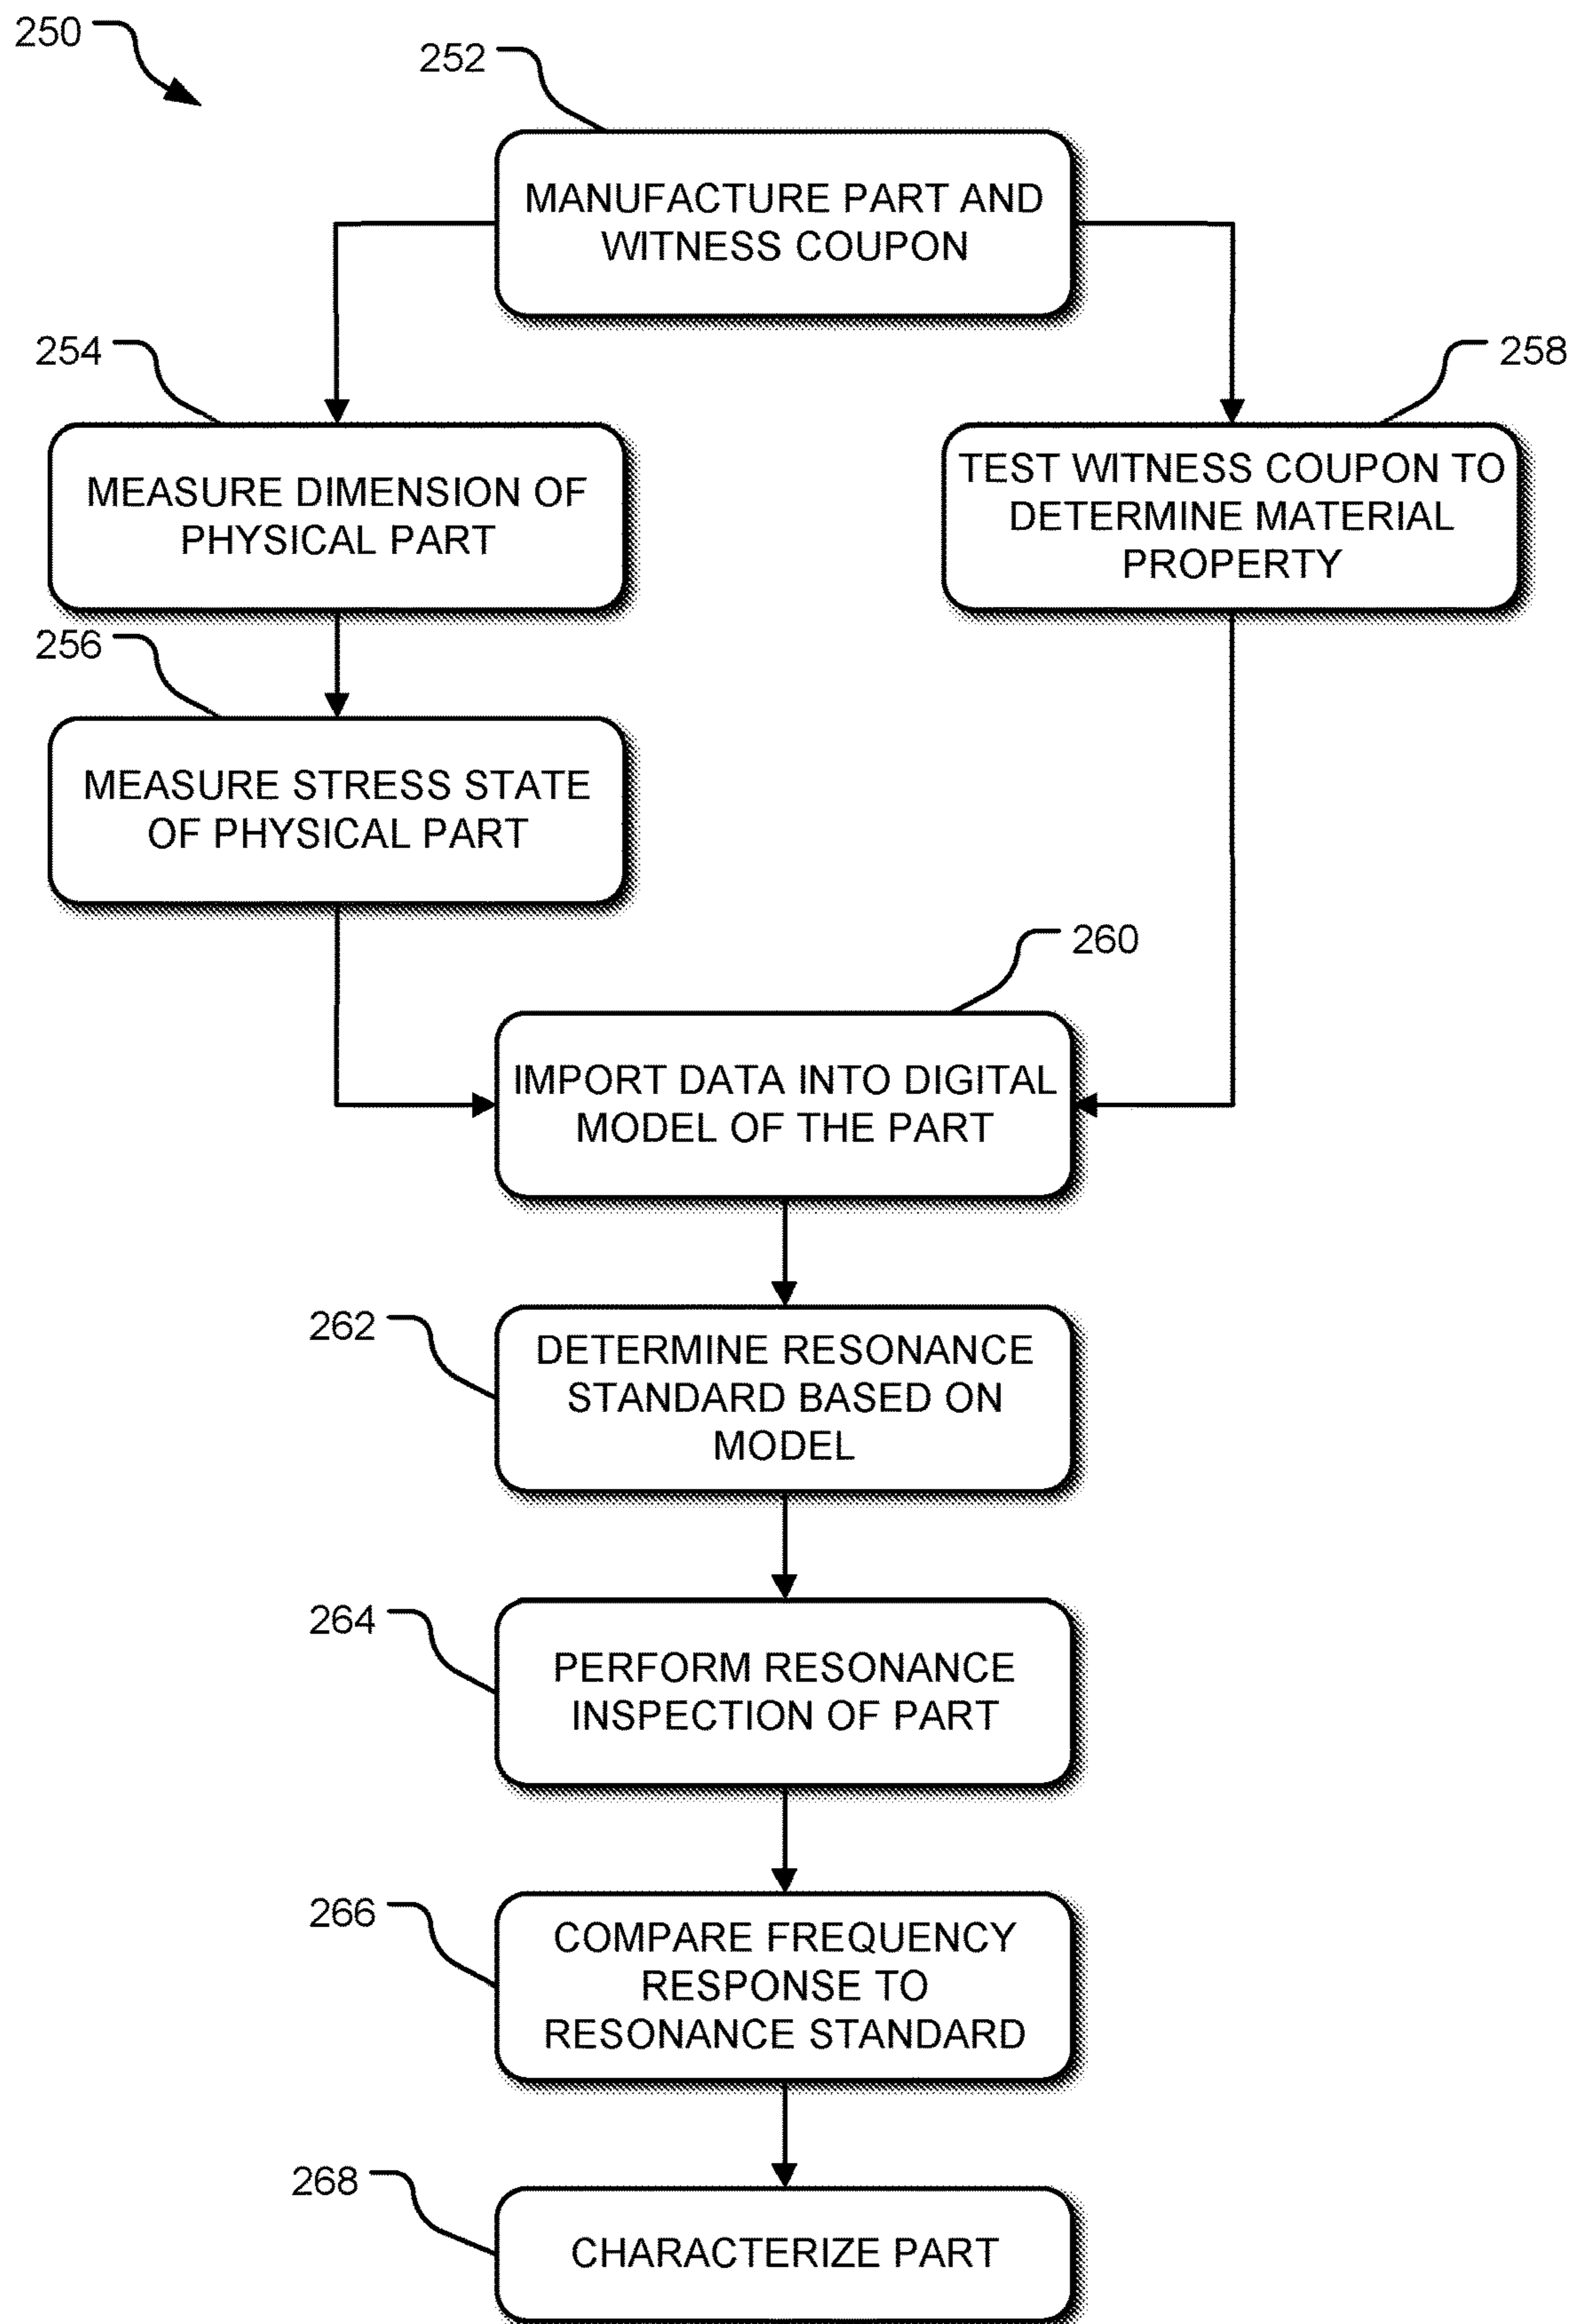 250
252
MANUFACTURE PART AND
WITNESS COUPON
254
MEASURE DIMENSION OF
PHYSICAL PART
258
TEST WITNESS COUPON TO
DETERMINE MATERIAL
PROPERTY
256
MEASURE STRESS STATE
OF PHYSICAL PART
260
IMPORT DATA INTO DIGITAL
MODEL OF THE PART
262
DETERMINE RESONANCE
STANDARD BASED ON
MODEL
264
PERFORM RESONANCE
INSPECTION OF PART
266
COMPARE FREQUENCY
RESPONSE TO
RESONANCE STANDARD
268
CHARACTERIZE PART